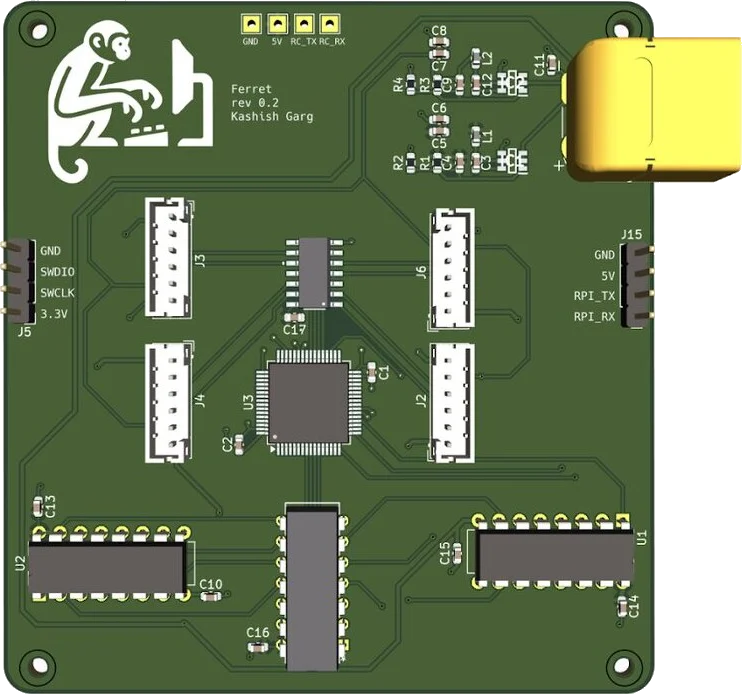 GND 5V RC_TX RC_RX
Ferret
rev 0.2
Kashish Garg
C8
C7
L2
C11
R4 R3 C9 C12
C6
C5
L1
R2 R1 C4 C3
+
J15
GND
5V
RPI_TX
RPI_RX
GND
SWDIO
SWCLK
3.3V
J5
J3
J6
C17
J4
U3
C1
J2
C2
C13
U2
C10
C16
C15
U1
C14